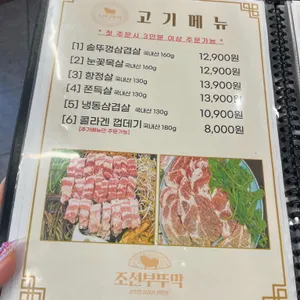 고기메뉴
* 첫 주문시 3인분 이상 주문가능 *
[1] 솥뚜껑삼겹살 국내산 160g 12,900원
[2] 눈꽃목살 국내산 160g 12,900원
[3] 항정살 국내산 130g 13,900원
[4] 쫀득살 국내산 130g 13,900원
[5] 냉동삼겹살 국내산 130g 10,900원
[6] 콜라겐 껍데기 국내산 180g 8,000원
[추가메뉴만 주문가능]
조선부뚜막